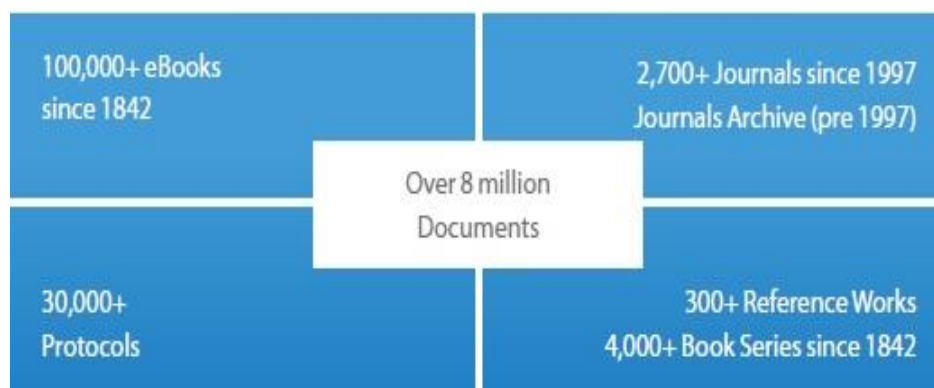 100,000+ eBooks
since 1842
2,700+ Journals since 1997
Journals Archive (pre 1997)
Over 8 million
Documents
30,000+
Protocols
300+ Reference Works
4,000+ Book Series since 1842